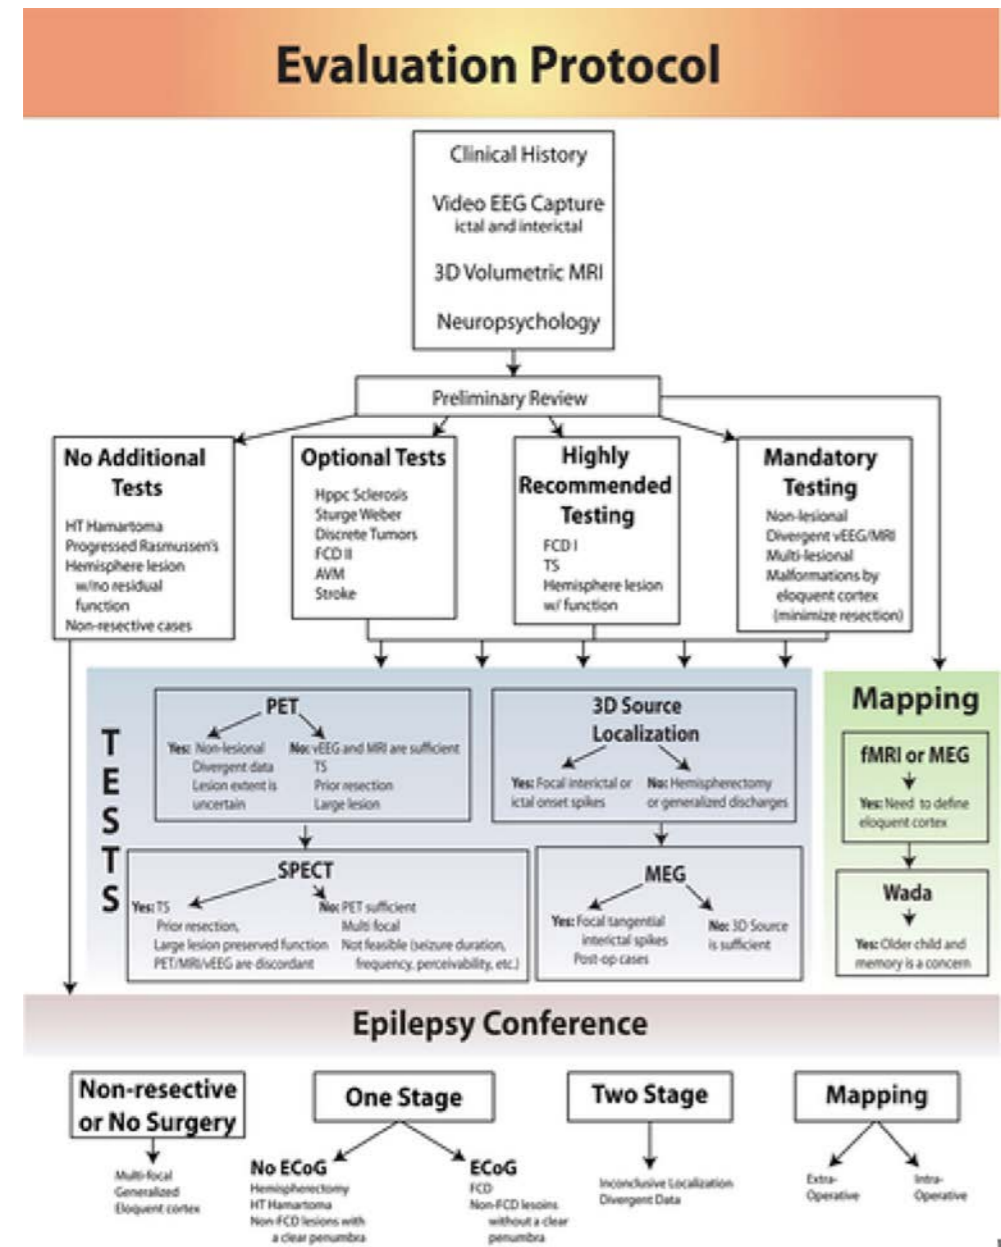 Evaluation Protocol
Clinical History
Video EEG Capture
ictal and interictal
3D Volumetric MRI
Neuropsychology
Preliminary Review
No Additional
Tests
HT Hamartoma
Progressed Rasmussen's
Hemisphere lesion
w/no residual
function
Non-resective cases
Optional Tests
Hppc Sclerosis
Sturge Weber
Discrete Tumors
FCD II
AVM
Stroke
Highly
Recommended
Testing
FCD I
TS
Hemisphere lesion
w/ function
Mandatory
Testing
Non-lesional
Divergent vEEG/MRI
Multi-lesional
Malformations by
eloquent cortex
(minimize resection)
TESTS
PET
Yes: Non-lesional
Divergent data
Lesion extent is
uncertain
No: vEEG and MRI are sufficient
TS
Prior resection
Large lesion
SPECT
Yes: TS
Prior resection,
Large lesion preserved function
PET/MRI/vEEG are discordant
No: PET sufficient
Multi focal
Not feasible (seizure duration,
frequency, perceivability, etc.)
3D Source
Localization
Yes: Focal interictal or
ictal onset spikes
No: Hemispherectomy
or generalized discharges
MEG
Yes: Focal tangential
interictal spikes
Post-op cases
No: 3D Source
is sufficient
Mapping
fMRI or MEG
Yes: Need to define
eloquent cortex
Wada
Yes: Older child and
memory is a concern
Epilepsy Conference
Non-resective
or No Surgery
Multi-focal
Generalized
Eloquent cortex
One Stage
No ECoG
Hemispherectomy
HT Hamartoma
Non-FCD lesions with
a clear penumbra
ECoG
FCD
Non-FCD lesoins
without a clear
penumbra
Two Stage
Inconclusive Localization
Divergent Data
Mapping
Extra-
Operative
Intra-
Operative